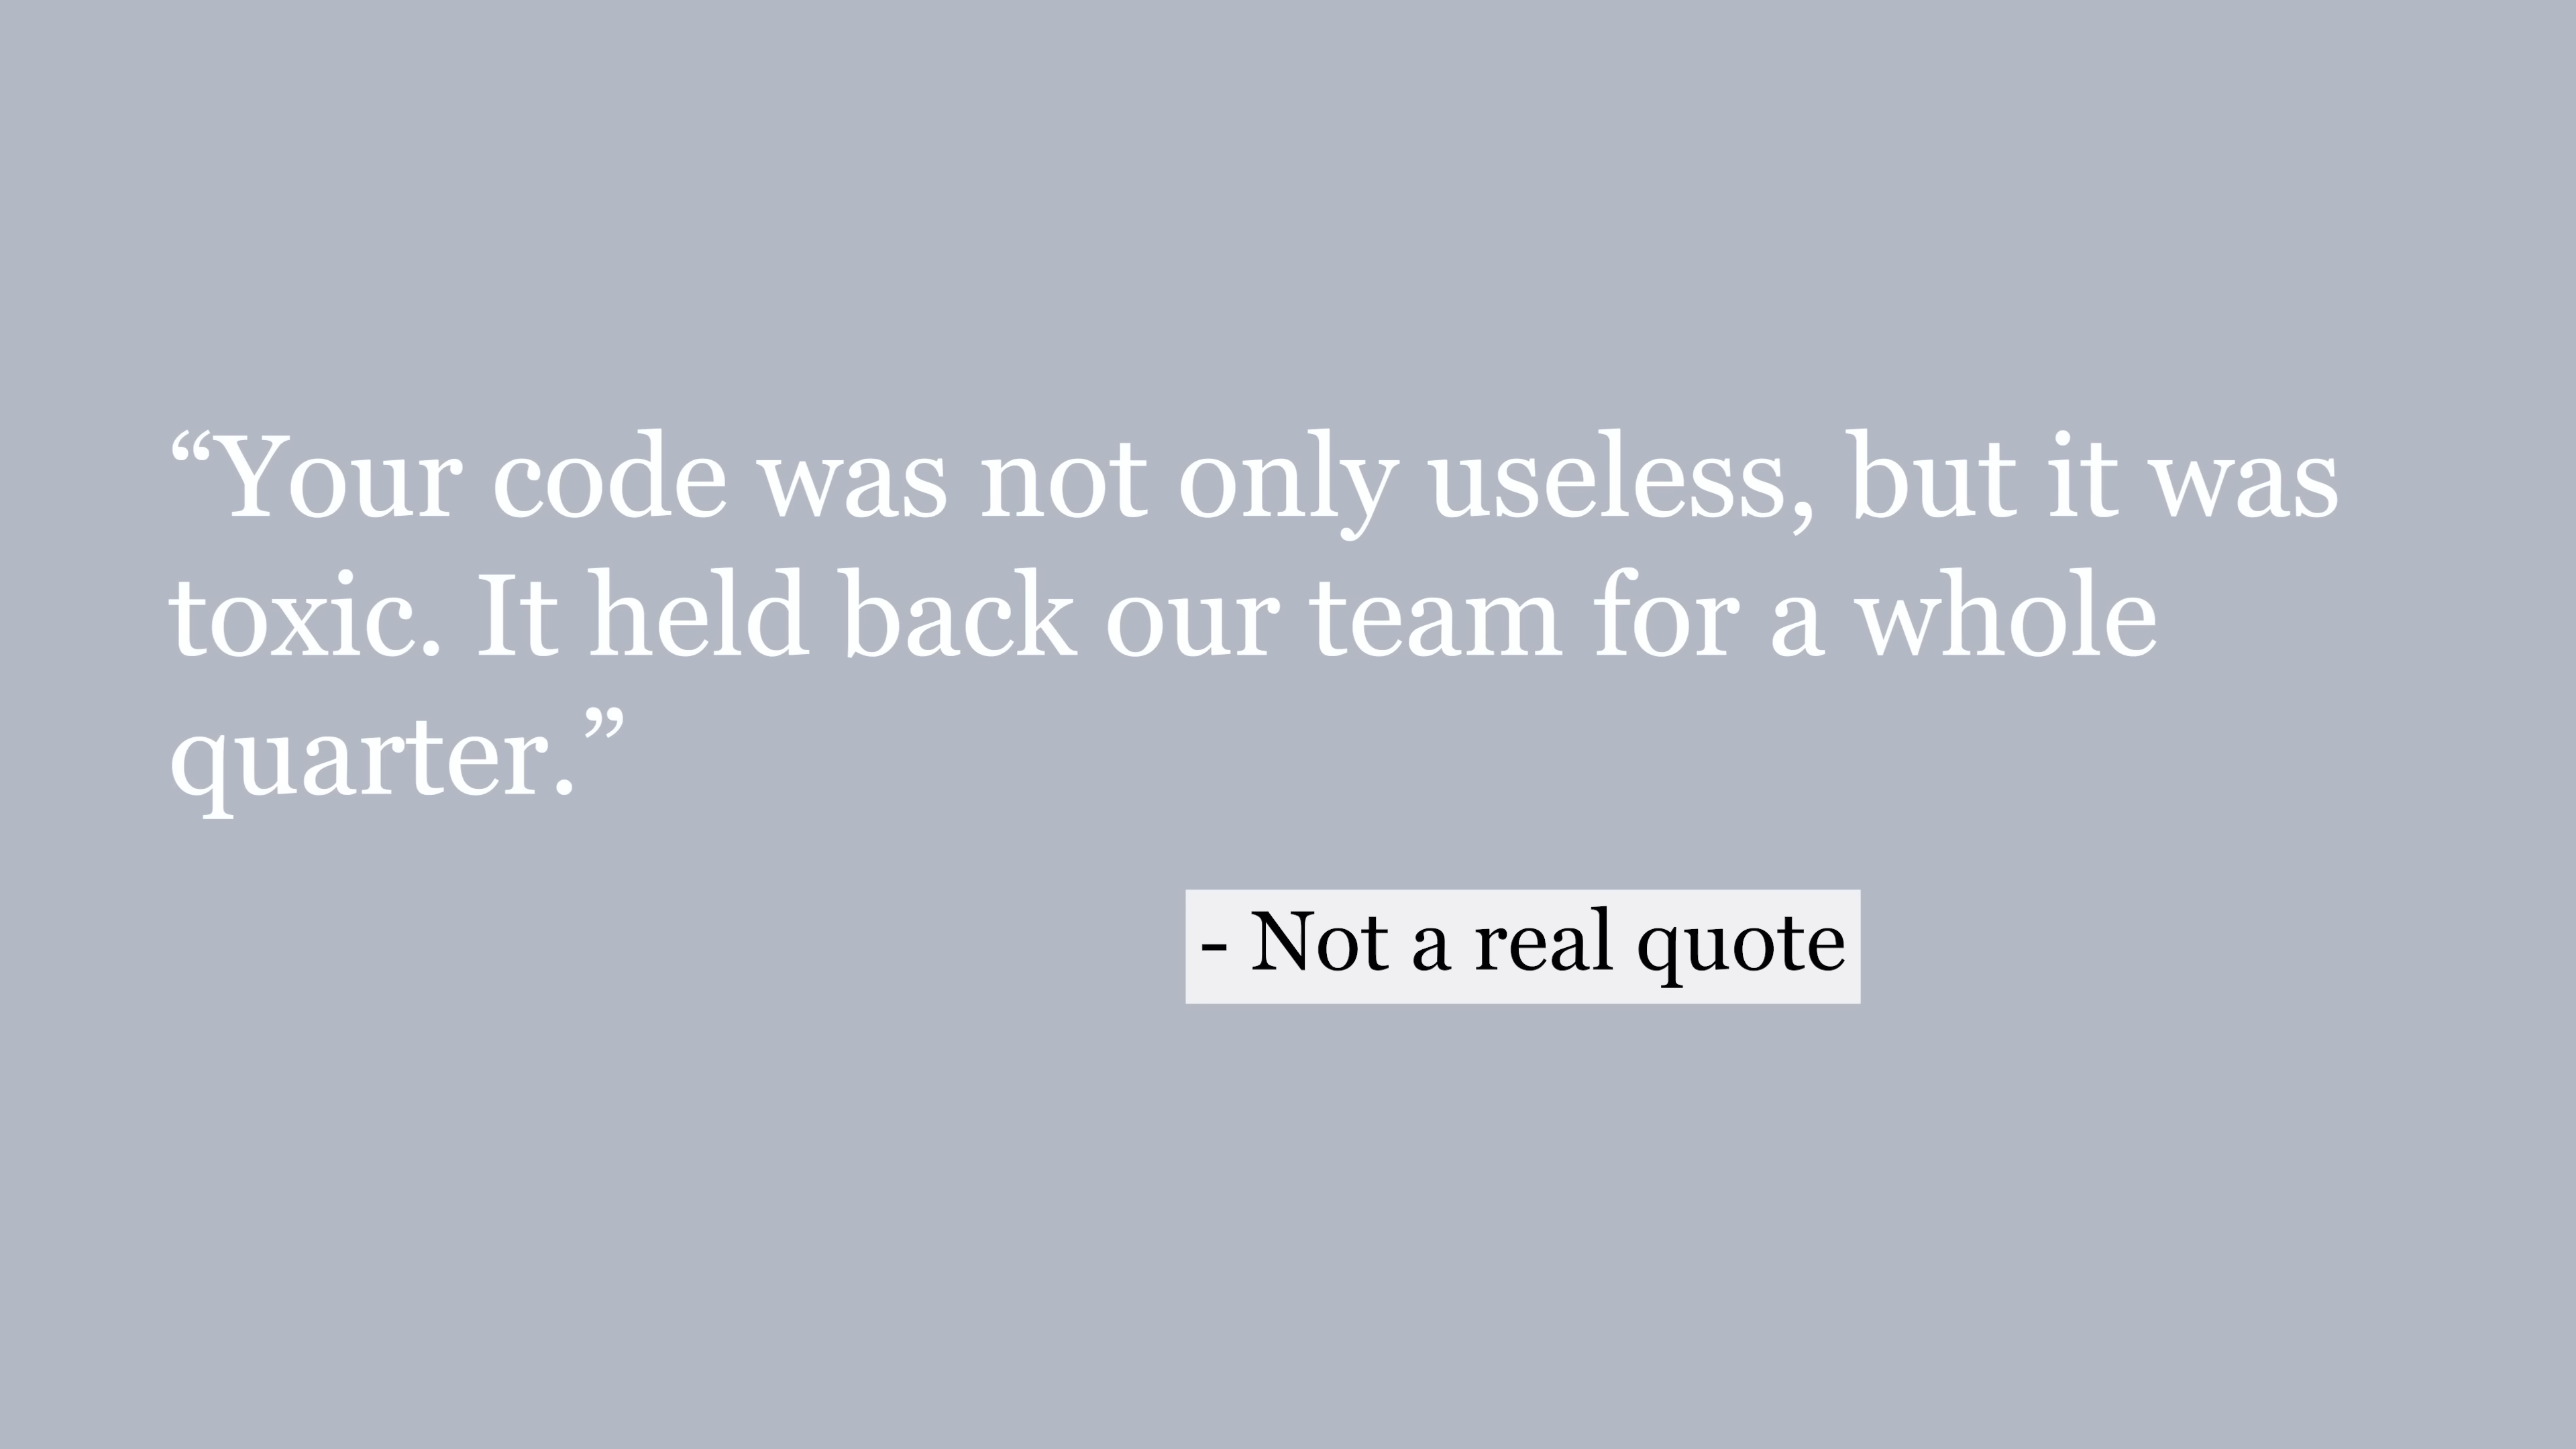 “Your code was not only useless, but it was
toxic. It held back our team for a whole
quarter.”
- Not a real quote